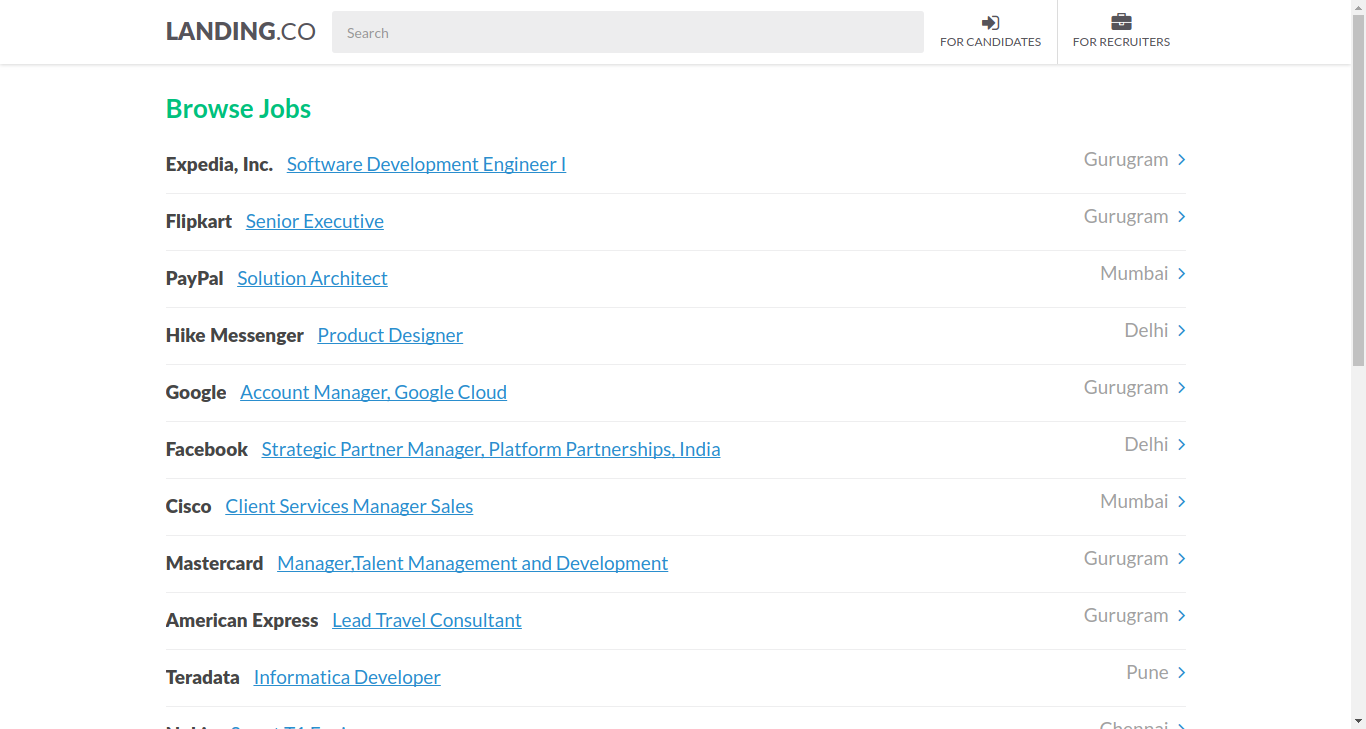 LANDING.CO
Search
FOR CANDIDATES
FOR RECRUITERS
Browse Jobs
Expedia, Inc. Software Development Engineer I Gurugram
Flipkart Senior Executive Gurugram
PayPal Solution Architect Mumbai
Hike Messenger Product Designer Delhi
Google Account Manager, Google Cloud Gurugram
Facebook Strategic Partner Manager, Platform Partnerships, India Delhi
Cisco Client Services Manager Sales Mumbai
Mastercard Manager,Talent Management and Development Gurugram
American Express Lead Travel Consultant Gurugram
Teradata Informatica Developer Pune
Chennai